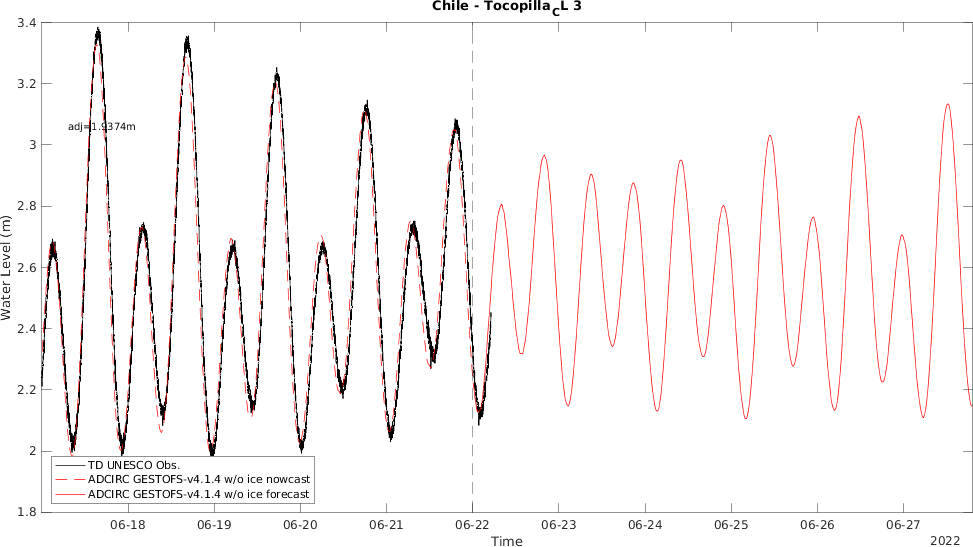 Chile - Tocopilla_CL 3
3.4
3.2
3
2.8
2.6
2.4
2.2
2
1.8
Water Level (m)
adj=1.9374m
TD UNESCO Obs.
ADCIRC GESTOFS-v4.1.4 w/o ice nowcast
ADCIRC GESTOFS-v4.1.4 w/o ice forecast
06-18 06-19 06-20 06-21 06-22 06-23 06-24 06-25 06-26 06-27
Time
2022